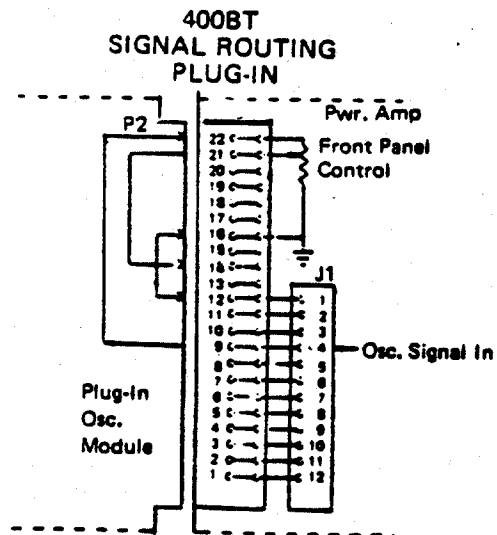 400BT
SIGNAL ROUTING
PLUG-IN
Pwr. Amp
P2
22
Front Panel
Control
21
20
19
18
17
16
15
14
13
12
11
10
9
8
7
6
5
4
3
2
1
J1
1
2
3
4
5
6
7
8
9
10
11
12
Osc. Signal In
Plug-In
Osc.
Module